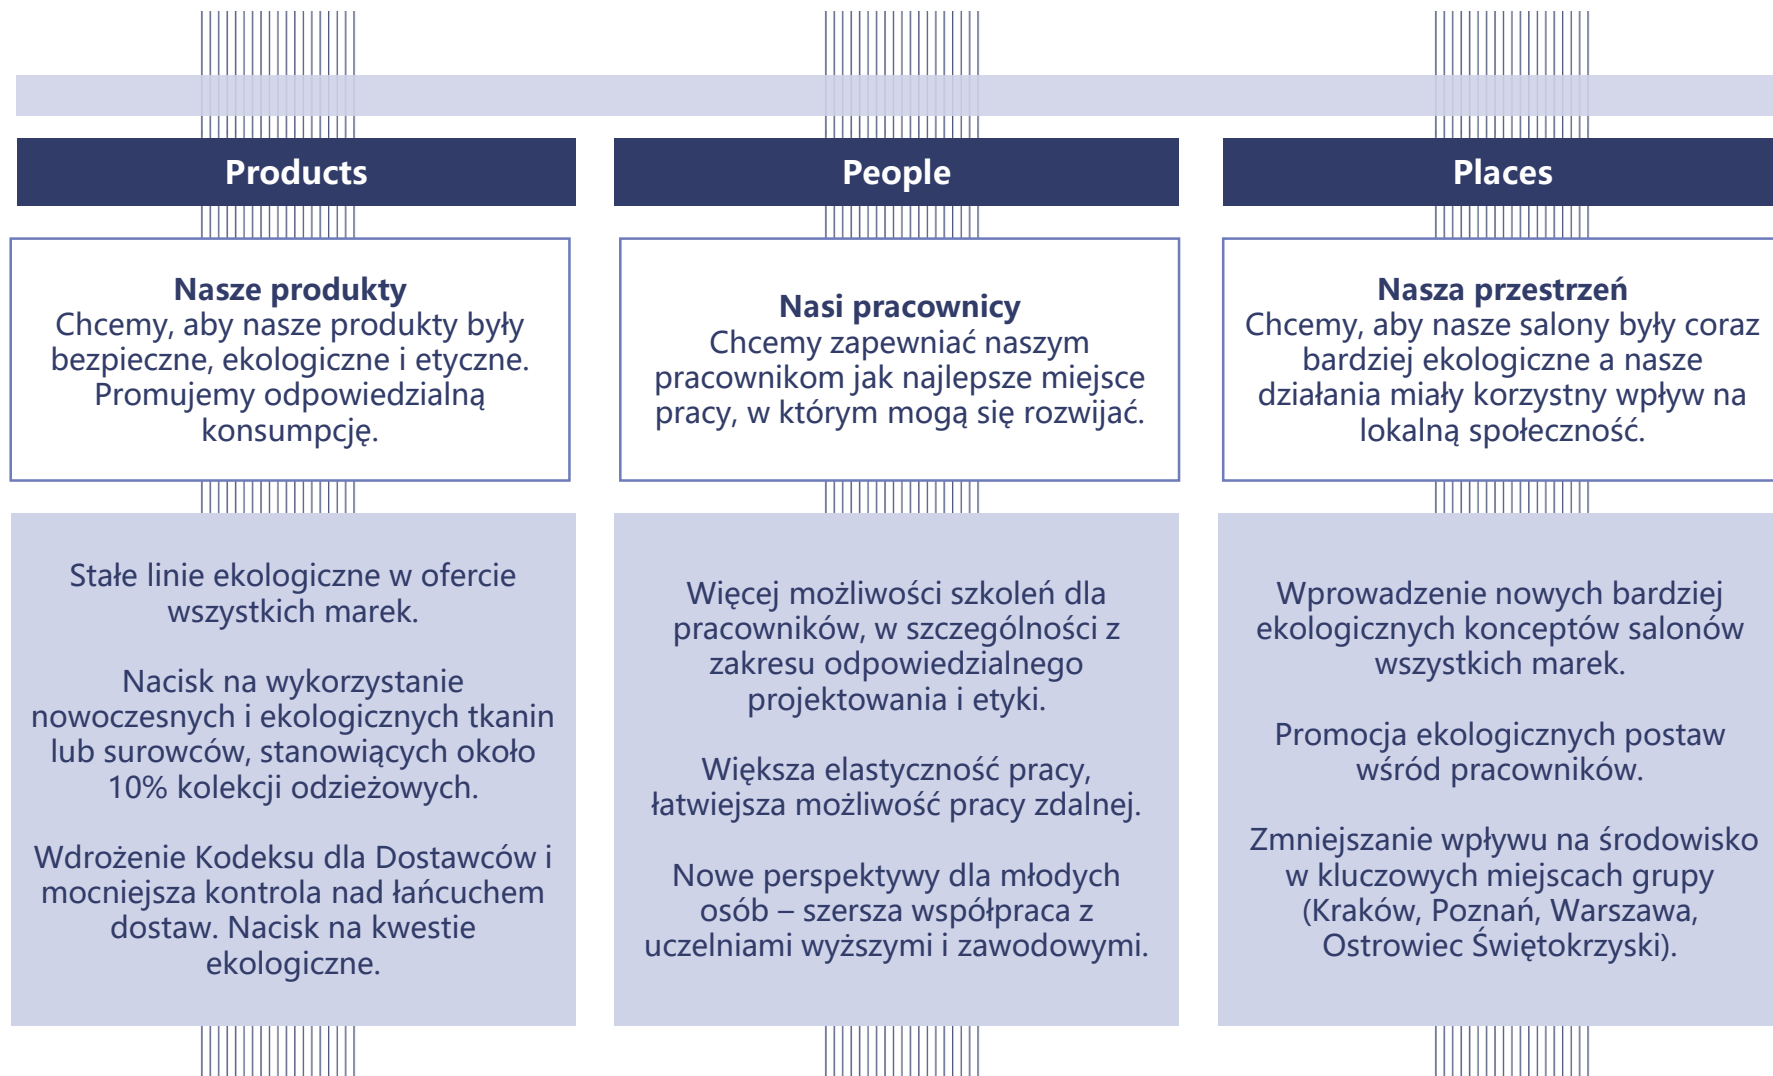 Products
Nasze produkty
Chcemy, aby nasze produkty były
bezpieczne, ekologiczne i etyczne.
Promujemy odpowiedzialną
konsumpcję.
Stałe linie ekologiczne w ofercie
wszystkich marek.
Nacisk na wykorzystanie
nowoczesnych i ekologicznych tkanin
lub surowców, stanowiących około
10% kolekcji odzieżowych.
Wdrożenie Kodeksu dla Dostawców i
mocniejsza kontrola nad łańcuchem
dostaw. Nacisk na kwestie
ekologiczne.
People
Nasi pracownicy
Chcemy zapewniać naszym
pracownikom jak najlepsze miejsce
pracy, w którym mogą się rozwijać.
Więcej możliwości szkoleń dla
pracowników, w szczególności z
zakresu odpowiedzialnego
projektowania i etyki.
Większa elastyczność pracy,
łatwiejsza możliwość pracy zdalnej.
Nowe perspektywy dla młodych
osób – szersza współpraca z
uczelniami wyższymi i zawodowymi.
Places
Nasza przestrzeń
Chcemy, aby nasze salony były coraz
bardziej ekologiczne a nasze
działania miały korzystny wpływ na
lokalną społeczność.
Wprowadzenie nowych bardziej
ekologicznych konceptów salonów
wszystkich marek.
Promocja ekologicznych postaw
wśród pracowników.
Zmniejszanie wpływu na środowisko
w kluczowych miejscach grupy
(Kraków, Poznań, Warszawa,
Ostrowiec Świętokrzyski).